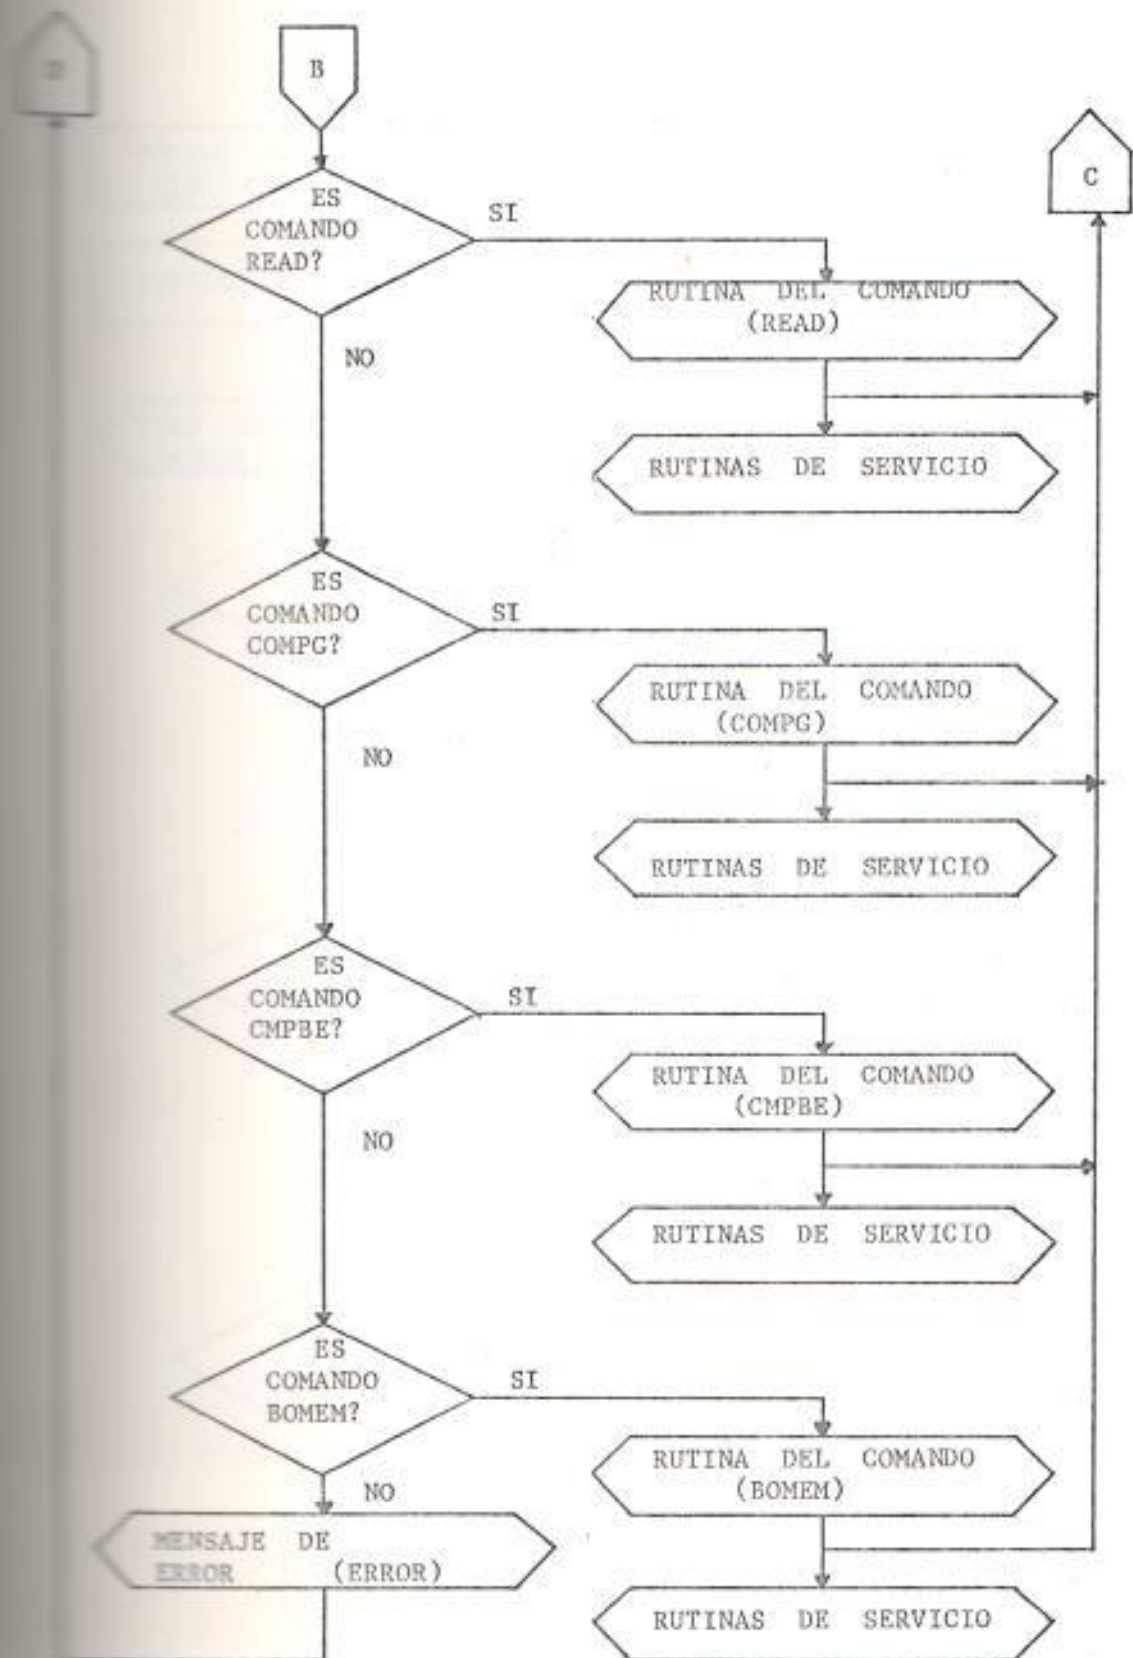 B
C
ES
COMANDO
READ?
SI
NO
RUTINA DEL COMANDO
(READ)
RUTINAS DE SERVICIO
ES
COMANDO
COMPG?
SI
NO
RUTINA DEL COMANDO
(COMPG)
RUTINAS DE SERVICIO
ES
COMANDO
CMPBE?
SI
NO
RUTINA DEL COMANDO
(CMPBE)
RUTINAS DE SERVICIO
ES
COMANDO
BOMEM?
SI
NO
RUTINA DEL COMANDO
(BOMEM)
MENSAJE DE
ERROR (ERROR)
RUTINAS DE SERVICIO